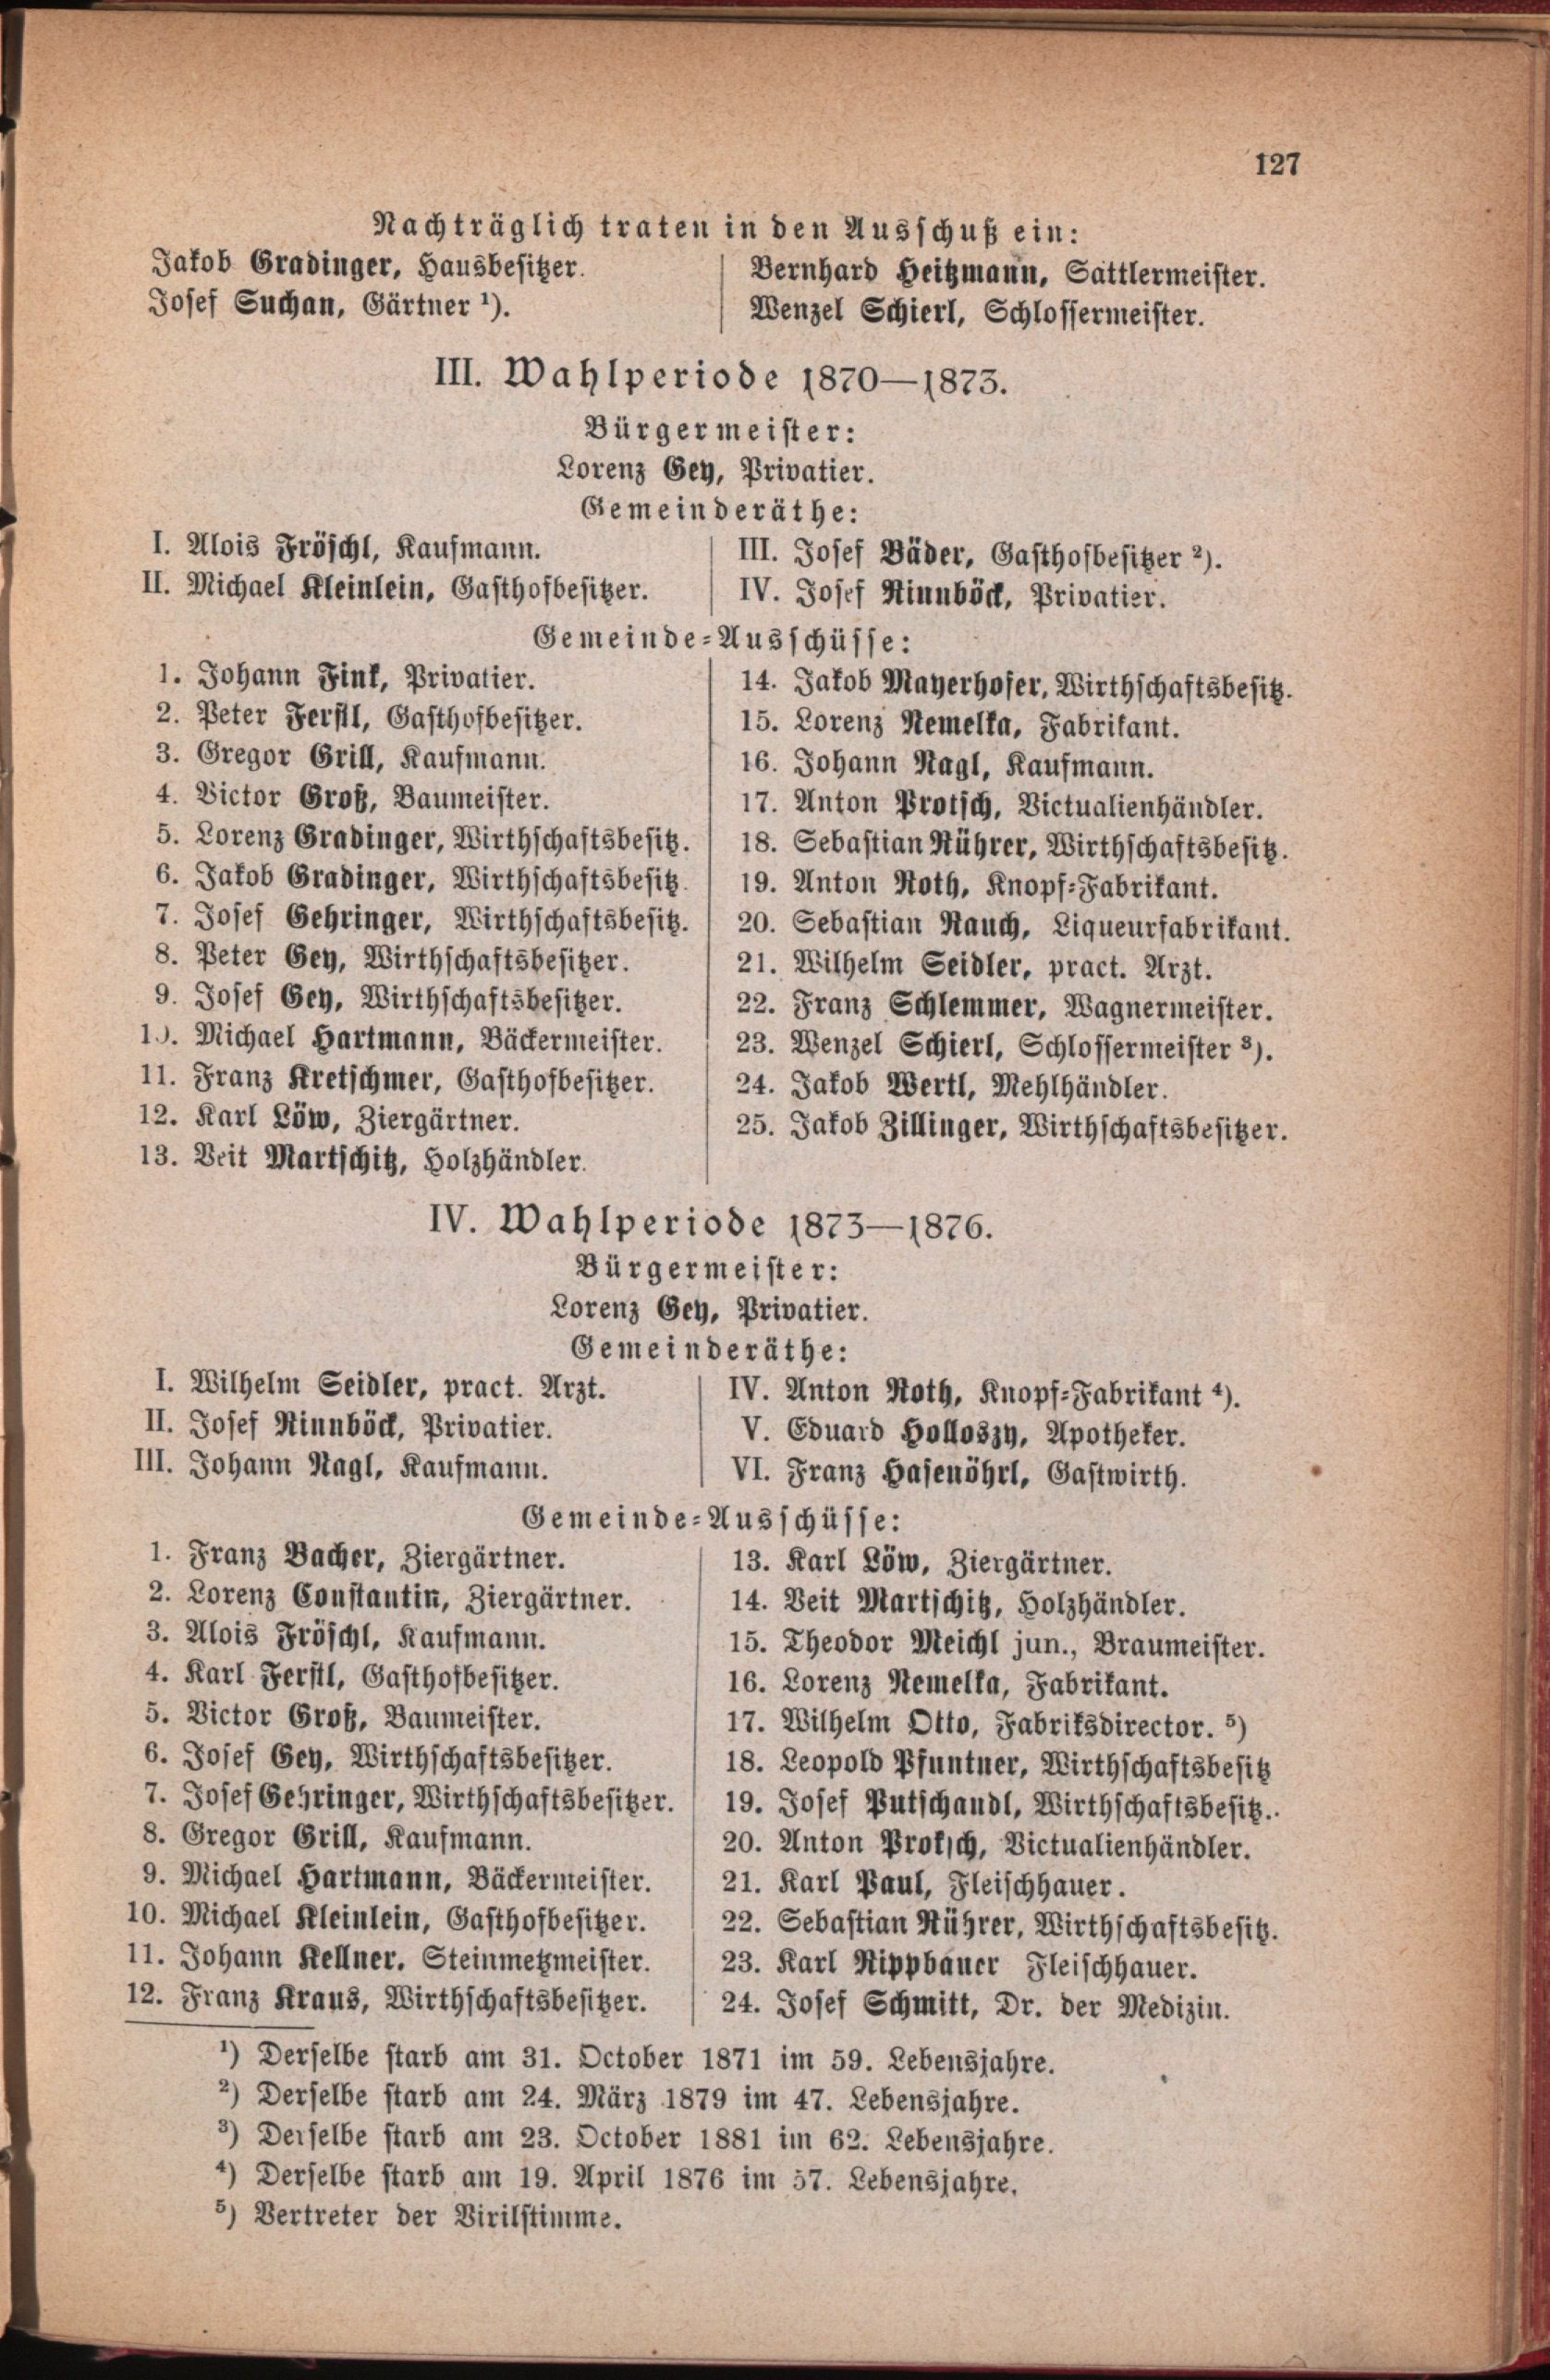 127
Nachträglich traten in den Ausschuß ein:
Jakob Gradinger, Hausbesitzer.
Josef Suchan, Gärtner ¹).
Bernhard Heitzmann, Sattlermeister.
Wenzel Schierl, Schlossermeister.
III. Wahlperiode 1870—1873.
Bürgermeister:
Lorenz Gey, Privatier.
Gemeinderäthe:
I. Alois Fröschl, Kaufmann.
II. Michael Kleinlein, Gasthofbesitzer.
III. Josef Bäder, Gasthofbesitzer ²).
IV. Josef Rinnböck, Privatier.
Gemeinde-Ausschüsse:
1. Johann Fink, Privatier.
2. Peter Ferstl, Gasthofbesitzer.
3. Gregor Grill, Kaufmann.
4. Victor Groß, Baumeister.
5. Lorenz Gradinger, Wirthschaftsbesitz.
6. Jakob Gradinger, Wirthschaftsbesitz.
7. Josef Gehringer, Wirthschaftsbesitz.
8. Peter Gey, Wirthschaftsbesitzer.
9. Josef Gey, Wirthschaftsbesitzer.
10. Michael Hartmann, Bäckermeister.
11. Franz Kretschmer, Gasthofbesitzer.
12. Karl Löw, Ziergärtner.
13. Veit Martschitz, Holzhändler.
14. Jakob Mayerhofer, Wirthschaftsbesitz.
15. Lorenz Nemelka, Fabrikant.
16. Johann Nagl, Kaufmann.
17. Anton Protsch, Victualienhändler.
18. Sebastian Rührer, Wirthschaftsbesitz.
19. Anton Roth, Knopf-Fabrikant.
20. Sebastian Rauch, Liqueurfabrikant.
21. Wilhelm Seidler, pract. Arzt.
22. Franz Schlemmer, Wagnermeister.
23. Wenzel Schierl, Schlossermeister ³).
24. Jakob Wertl, Mehlhändler.
25. Jakob Zillinger, Wirthschaftsbesitzer.
IV. Wahlperiode 1873—1876.
Bürgermeister:
Lorenz Gey, Privatier.
Gemeinderäthe:
I. Wilhelm Seidler, pract. Arzt.
II. Josef Rinnböck, Privatier.
III. Johann Nagl, Kaufmann.
IV. Anton Roth, Knopf-Fabrikant ⁴).
V. Eduard Holloszy, Apotheker.
VI. Franz Hasenöhrl, Gastwirth.
Gemeinde-Ausschüsse:
1. Franz Bacher, Ziergärtner.
2. Lorenz Constantin, Ziergärtner.
3. Alois Fröschl, Kaufmann.
4. Karl Ferstl, Gasthofbesitzer.
5. Victor Groß, Baumeister.
6. Josef Gey, Wirthschaftsbesitzer.
7. Josef Gehringer, Wirthschaftsbesitzer.
8. Gregor Grill, Kaufmann.
9. Michael Hartmann, Bäckermeister.
10. Michael Kleinlein, Gasthofbesitzer.
11. Johann Kellner, Steinmetzmeister.
12. Franz Kraus, Wirthschaftsbesitzer.
13. Karl Löw, Ziergärtner.
14. Veit Martschitz, Holzhändler.
15. Theodor Meichl jun., Braumeister.
16. Lorenz Nemelka, Fabrikant.
17. Wilhelm Otto, Fabriksdirector. ⁵)
18. Leopold Pfuntner, Wirthschaftsbesitz
19. Josef Putschandl, Wirthschaftsbesitz.
20. Anton Proksch, Victualienhändler.
21. Karl Paul, Fleischhauer.
22. Sebastian Rührer, Wirthschaftsbesitz.
23. Karl Rippbauer Fleischhauer.
24. Josef Schmitt, Dr. der Medizin.
¹) Derselbe starb am 31. October 1871 im 59. Lebensjahre.
²) Derselbe starb am 24. März 1879 im 47. Lebensjahre.
³) Derselbe starb am 23. October 1881 im 62. Lebensjahre.
⁴) Derselbe starb am 19. April 1876 im 57. Lebensjahre.
⁵) Vertreter der Virilstimme.